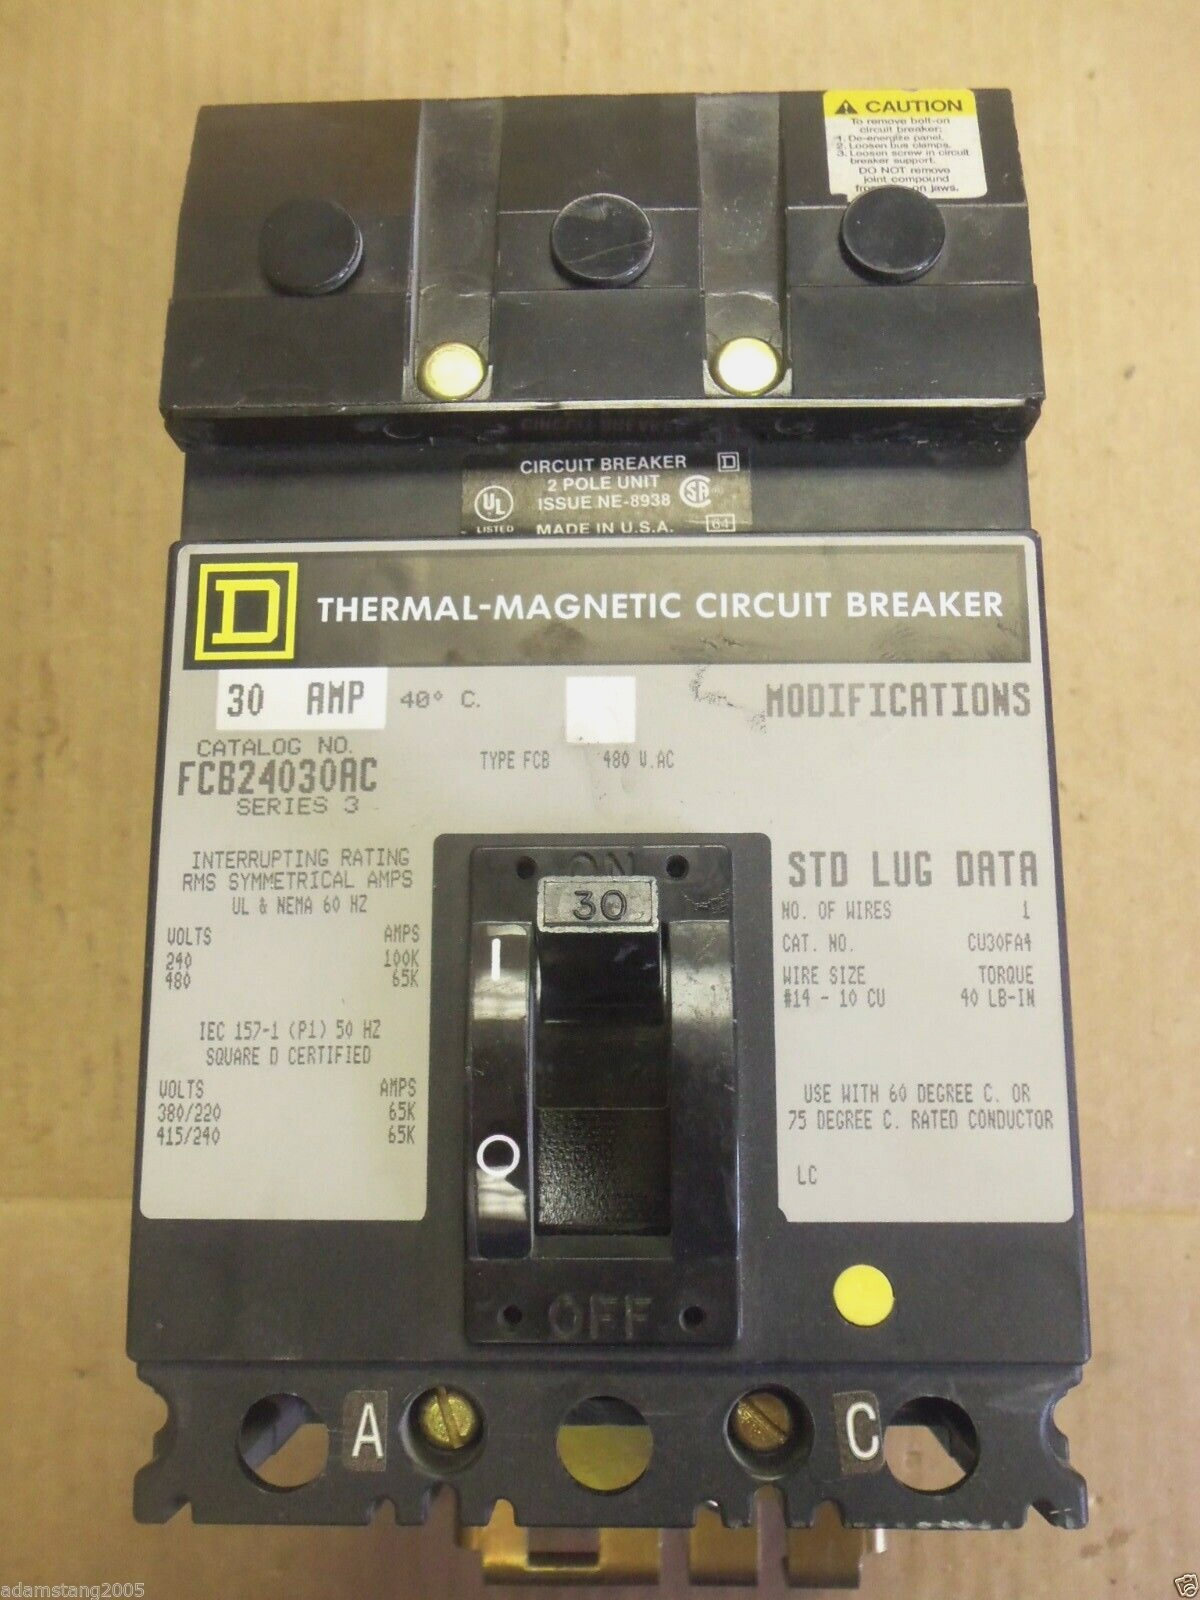 CAUTION
To remove bolt-on
circuit breaker:
1. De-energize panel.
2. Loosen bus clamps.
3. Loosen screw in circuit
breaker support.
DO NOT remove
joint compound
on jaws.
CIRCUIT BREAKER D
2 POLE UNIT
ISSUE NE-8938
UL
LISTED
SA
MADE IN U.S.A.
64
D THERMAL-MAGNETIC CIRCUIT BREAKER
30 AMP 40° C.
MODIFICATIONS
CATALOG NO.
FCB24030AC
SERIES 3
TYPE FCB 480 V.AC
INTERRUPTING RATING
RMS SYMMETRICAL AMPS
UL & NEMA 60 HZ
VOLTS AMPS
240 100K
480 65K
IEC 157-1 (P1) 50 HZ
SQUARE D CERTIFIED
VOLTS AMPS
380/220 65K
415/240 65K
ON
30
I
O
OFF
STD LUG DATA
NO. OF WIRES 1
CAT. NO. CU30FA4
WIRE SIZE TORQUE
#14 - 10 CU 40 LB-IN
USE WITH 60 DEGREE C. OR
75 DEGREE C. RATED CONDUCTOR
LC
A C
adamstang2005